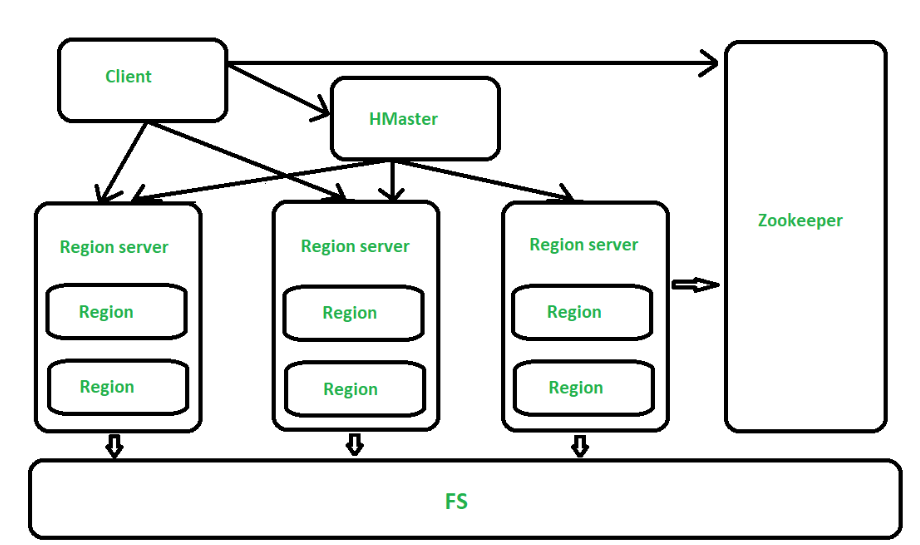 Client
HMaster
Zookeeper
Region server
Region server
Region server
Region
Region
Region
Region
Region
Region
FS